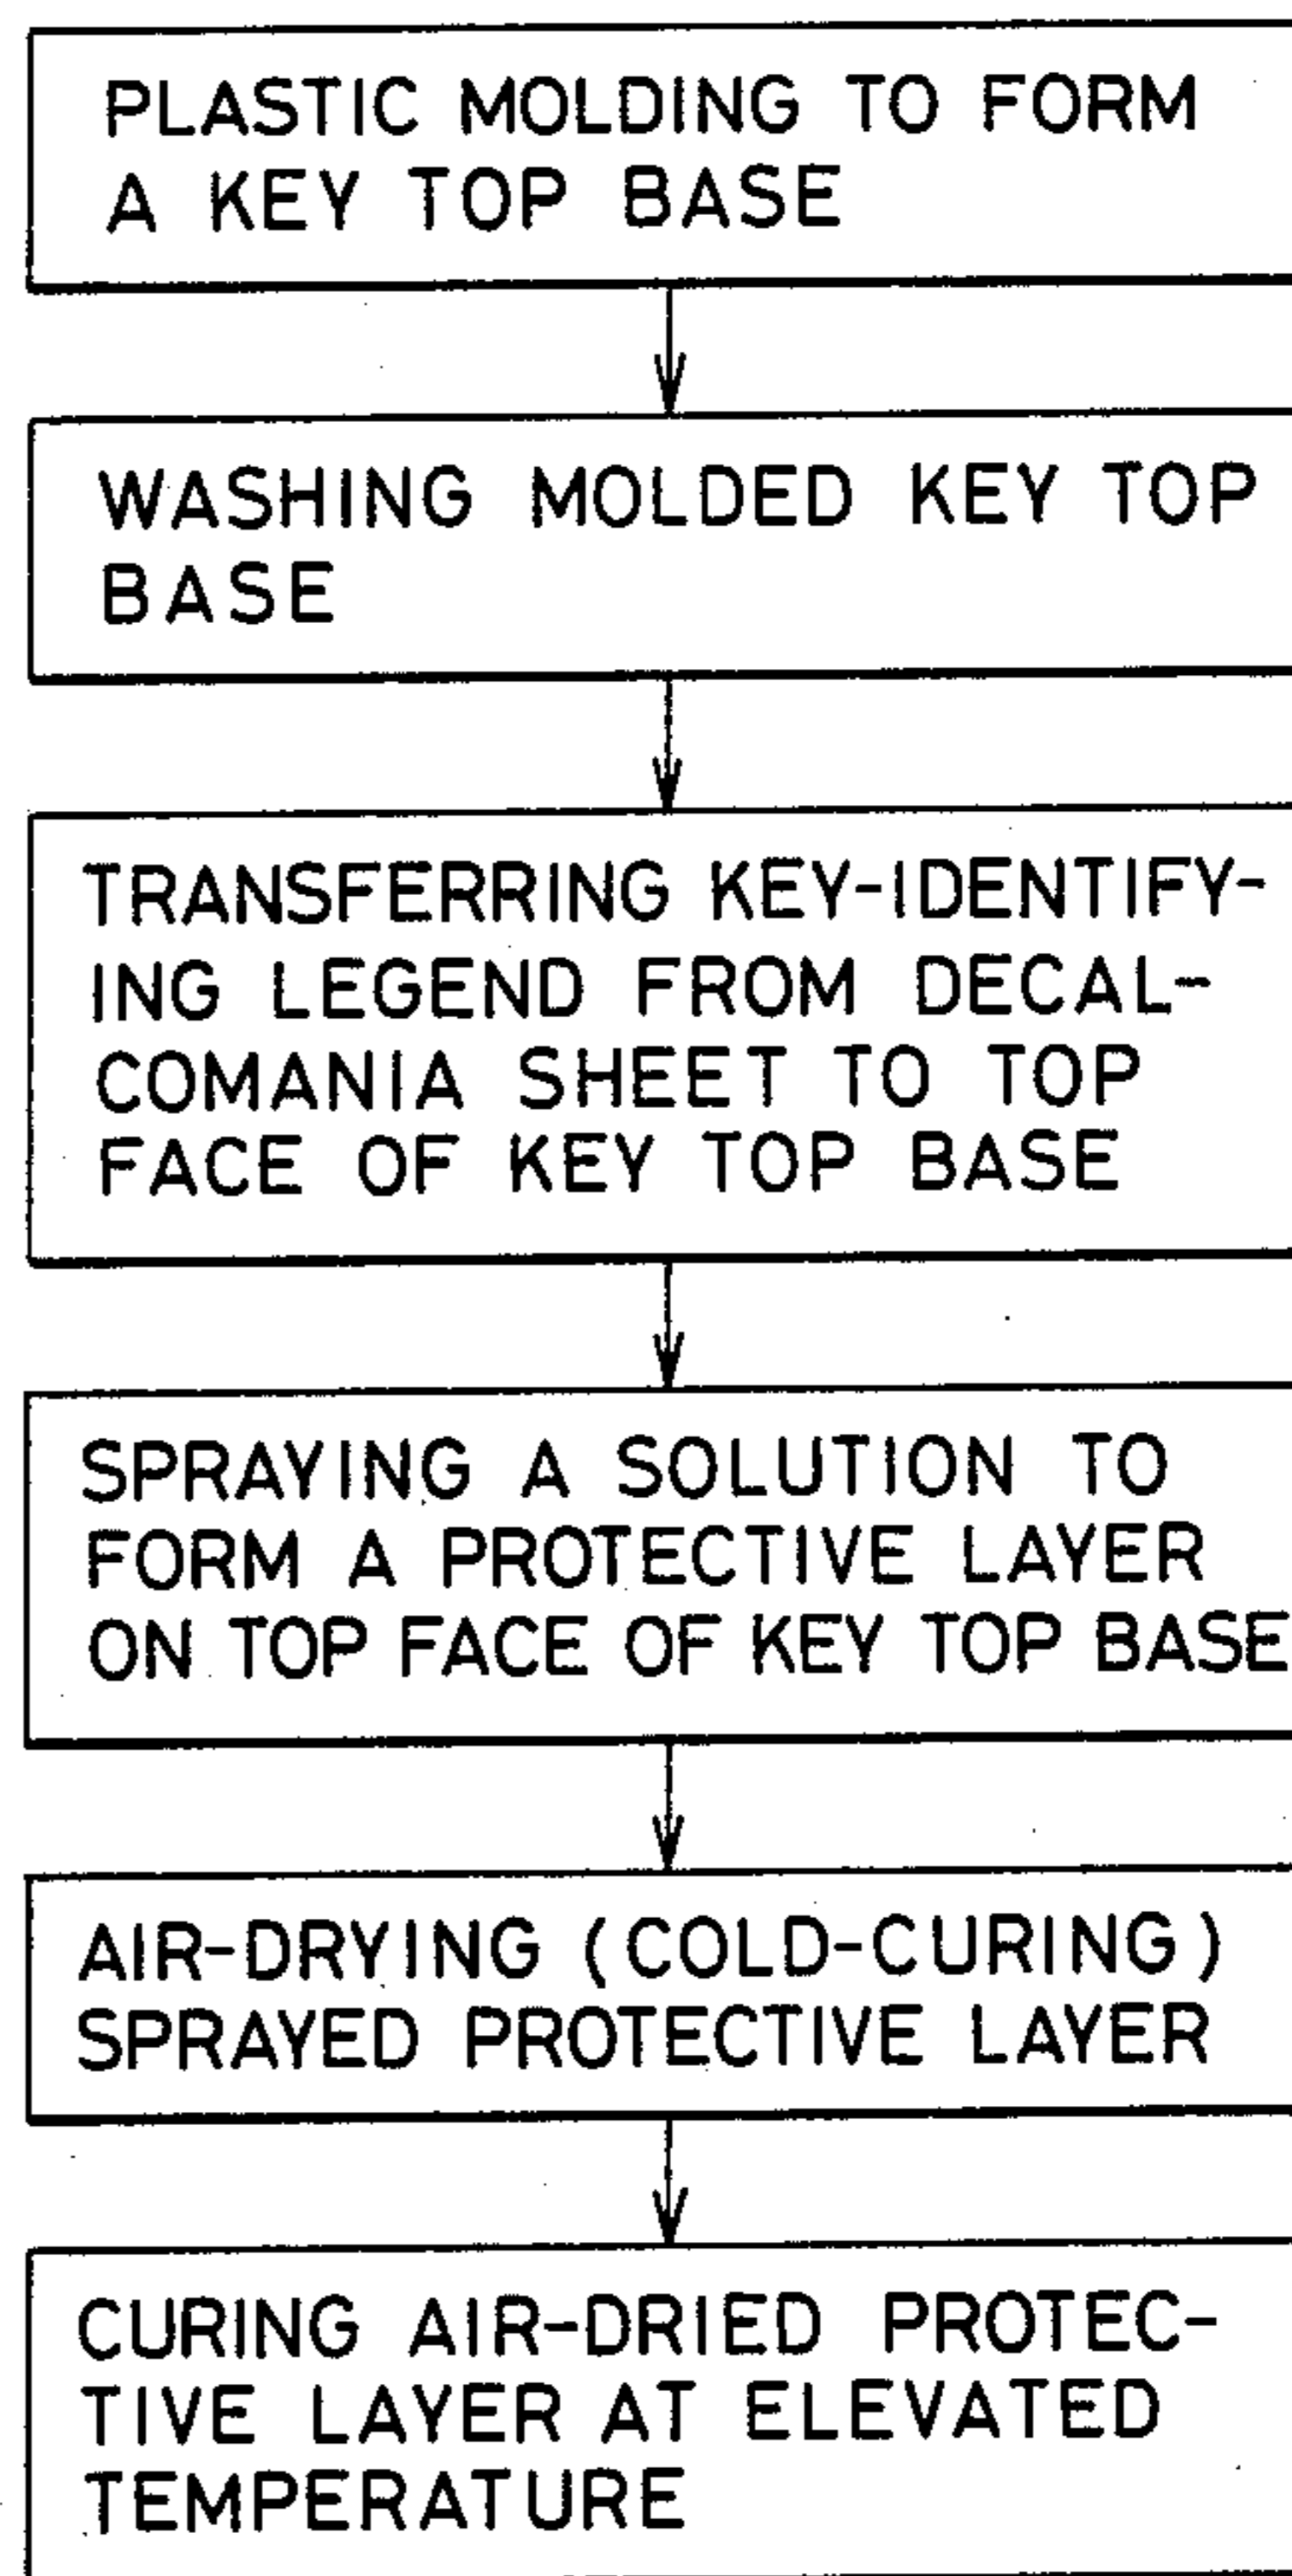 PLASTIC MOLDING TO FORM
A KEY TOP BASE
WASHING MOLDED KEY TOP
BASE
TRANSFERRING KEY-IDENTIFY-
ING LEGEND FROM DECAL-
COMANIA SHEET TO TOP
FACE OF KEY TOP BASE
SPRAYING A SOLUTION TO
FORM A PROTECTIVE LAYER
ON TOP FACE OF KEY TOP BASE
AIR-DRYING (COLD-CURING)
SPRAYED PROTECTIVE LAYER
CURING AIR-DRIED PROTEC-
TIVE LAYER AT ELEVATED
TEMPERATURE